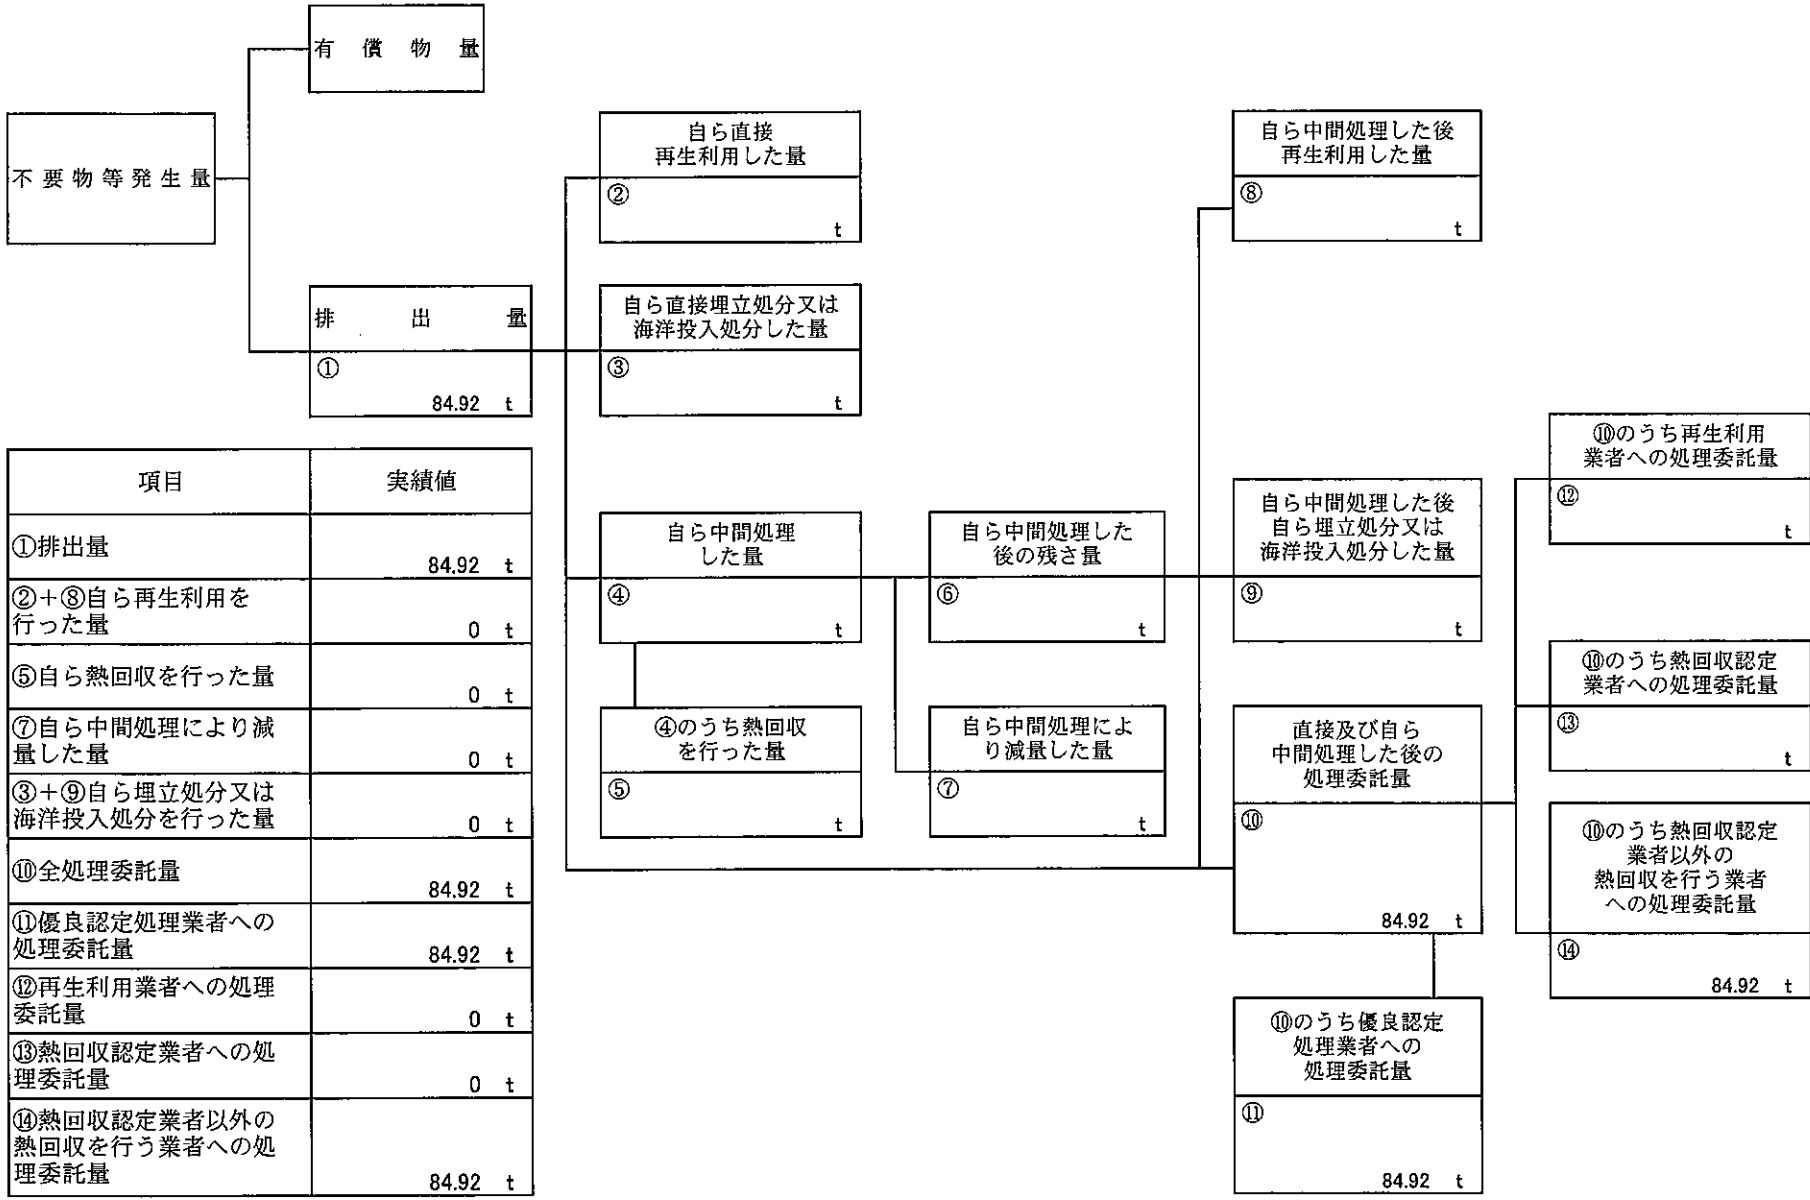 有償物量
不要物等発生量
排出量
①
84.92 t
自ら直接
再生利用した量
②
t
自ら直接埋立処分又は
海洋投入処分した量
③
t
自ら中間処理
した量
④
t
④のうち熱回収
を行った量
⑤
t
自ら中間処理した
後の残さ量
⑥
t
自ら中間処理によ
り減量した量
⑦
t
自ら中間処理した後
再生利用した量
⑧
t
自ら中間処理した後
自ら埋立処分又は
海洋投入処分した量
⑨
t
直接及び自ら
中間処理した後の
処理委託量
⑩
84.92 t
⑩のうち優良認定
処理業者への
処理委託量
⑪
84.92 t
⑩のうち再生利用
業者への処理委託量
⑫
t
⑩のうち熱回収認定
業者への処理委託量
⑬
t
⑩のうち熱回収認定
業者以外の
熱回収を行う業者
への処理委託量
⑭
84.92 t
項目 実績値
①排出量
84.92 t
②+⑧自ら再生利用を
行った量
0 t
⑤自ら熱回収を行った量
0 t
⑦自ら中間処理により減
量した量
0 t
③+⑨自ら埋立処分又は
海洋投入処分を行った量
0 t
⑩全処理委託量
84.92 t
⑪優良認定処理業者への
処理委託量
84.92 t
⑫再生利用業者への処理
委託量
0 t
⑬熱回収認定業者への処
理委託量
0 t
⑭熱回収認定業者以外の
熱回収を行う業者への処
理委託量
84.92 t